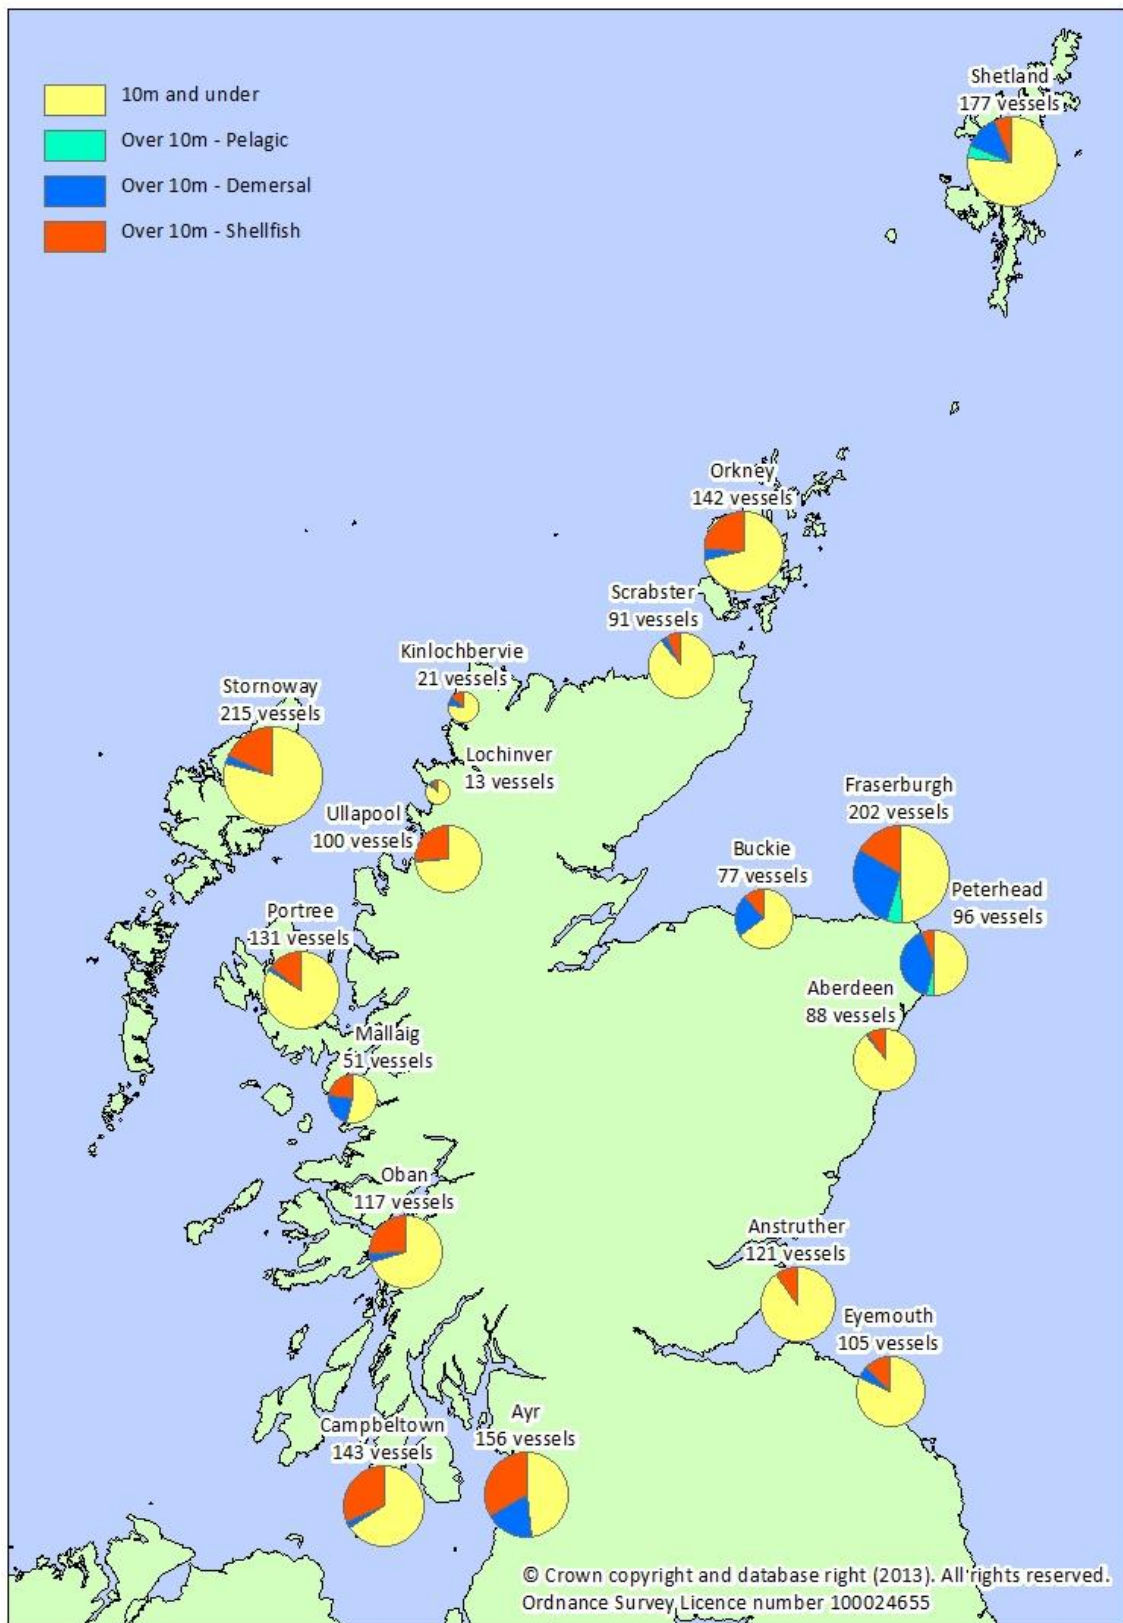 10m and under
Over 10m - Pelagic
Over 10m - Demersal
Over 10m - Shellfish
Shetland
177 vessels
Orkney
142 vessels
Scrabster
91 vessels
Kinlochbervie
21 vessels
Stornoway
215 vessels
Lochinver
13 vessels
Ullapool
100 vessels
Fraserburgh
202 vessels
Buckie
77 vessels
Peterhead
96 vessels
Portree
131 vessels
Aberdeen
88 vessels
Mallaig
51 vessels
Oban
117 vessels
Anstruther
121 vessels
Eyemouth
105 vessels
Campbeltown
143 vessels
Ayr
156 vessels
© Crown copyright and database right (2013). All rights reserved.
Ordnance Survey Licence number 100024655